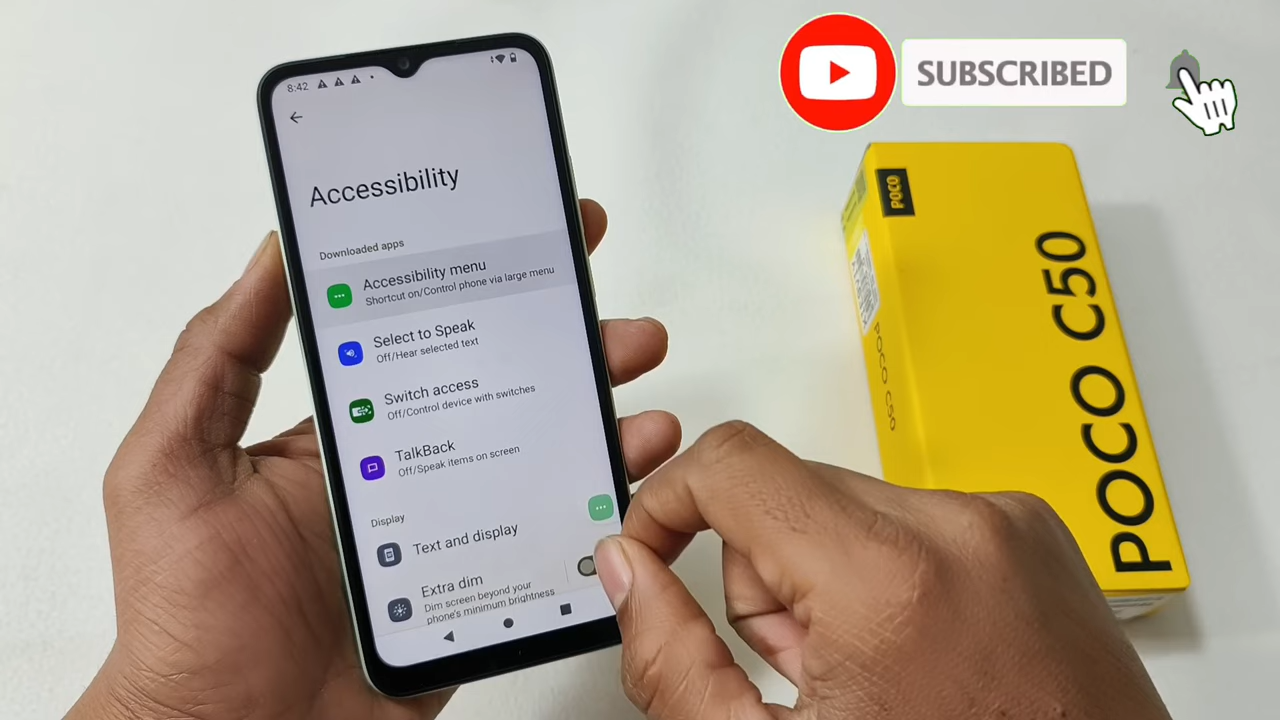 8:42
Accessibility
Downloaded apps
Accessibility menu
Shortcut on/Control phone via large menu
Select to Speak
Off/Hear selected text
Switch access
Off/Control device with switches
TalkBack
Off/Speak items on screen
Display
Text and display
Extra dim
Dim screen beyond your
phone's minimum brightness
SUBSCRIBED
POCO
POCO C50
POCO C50